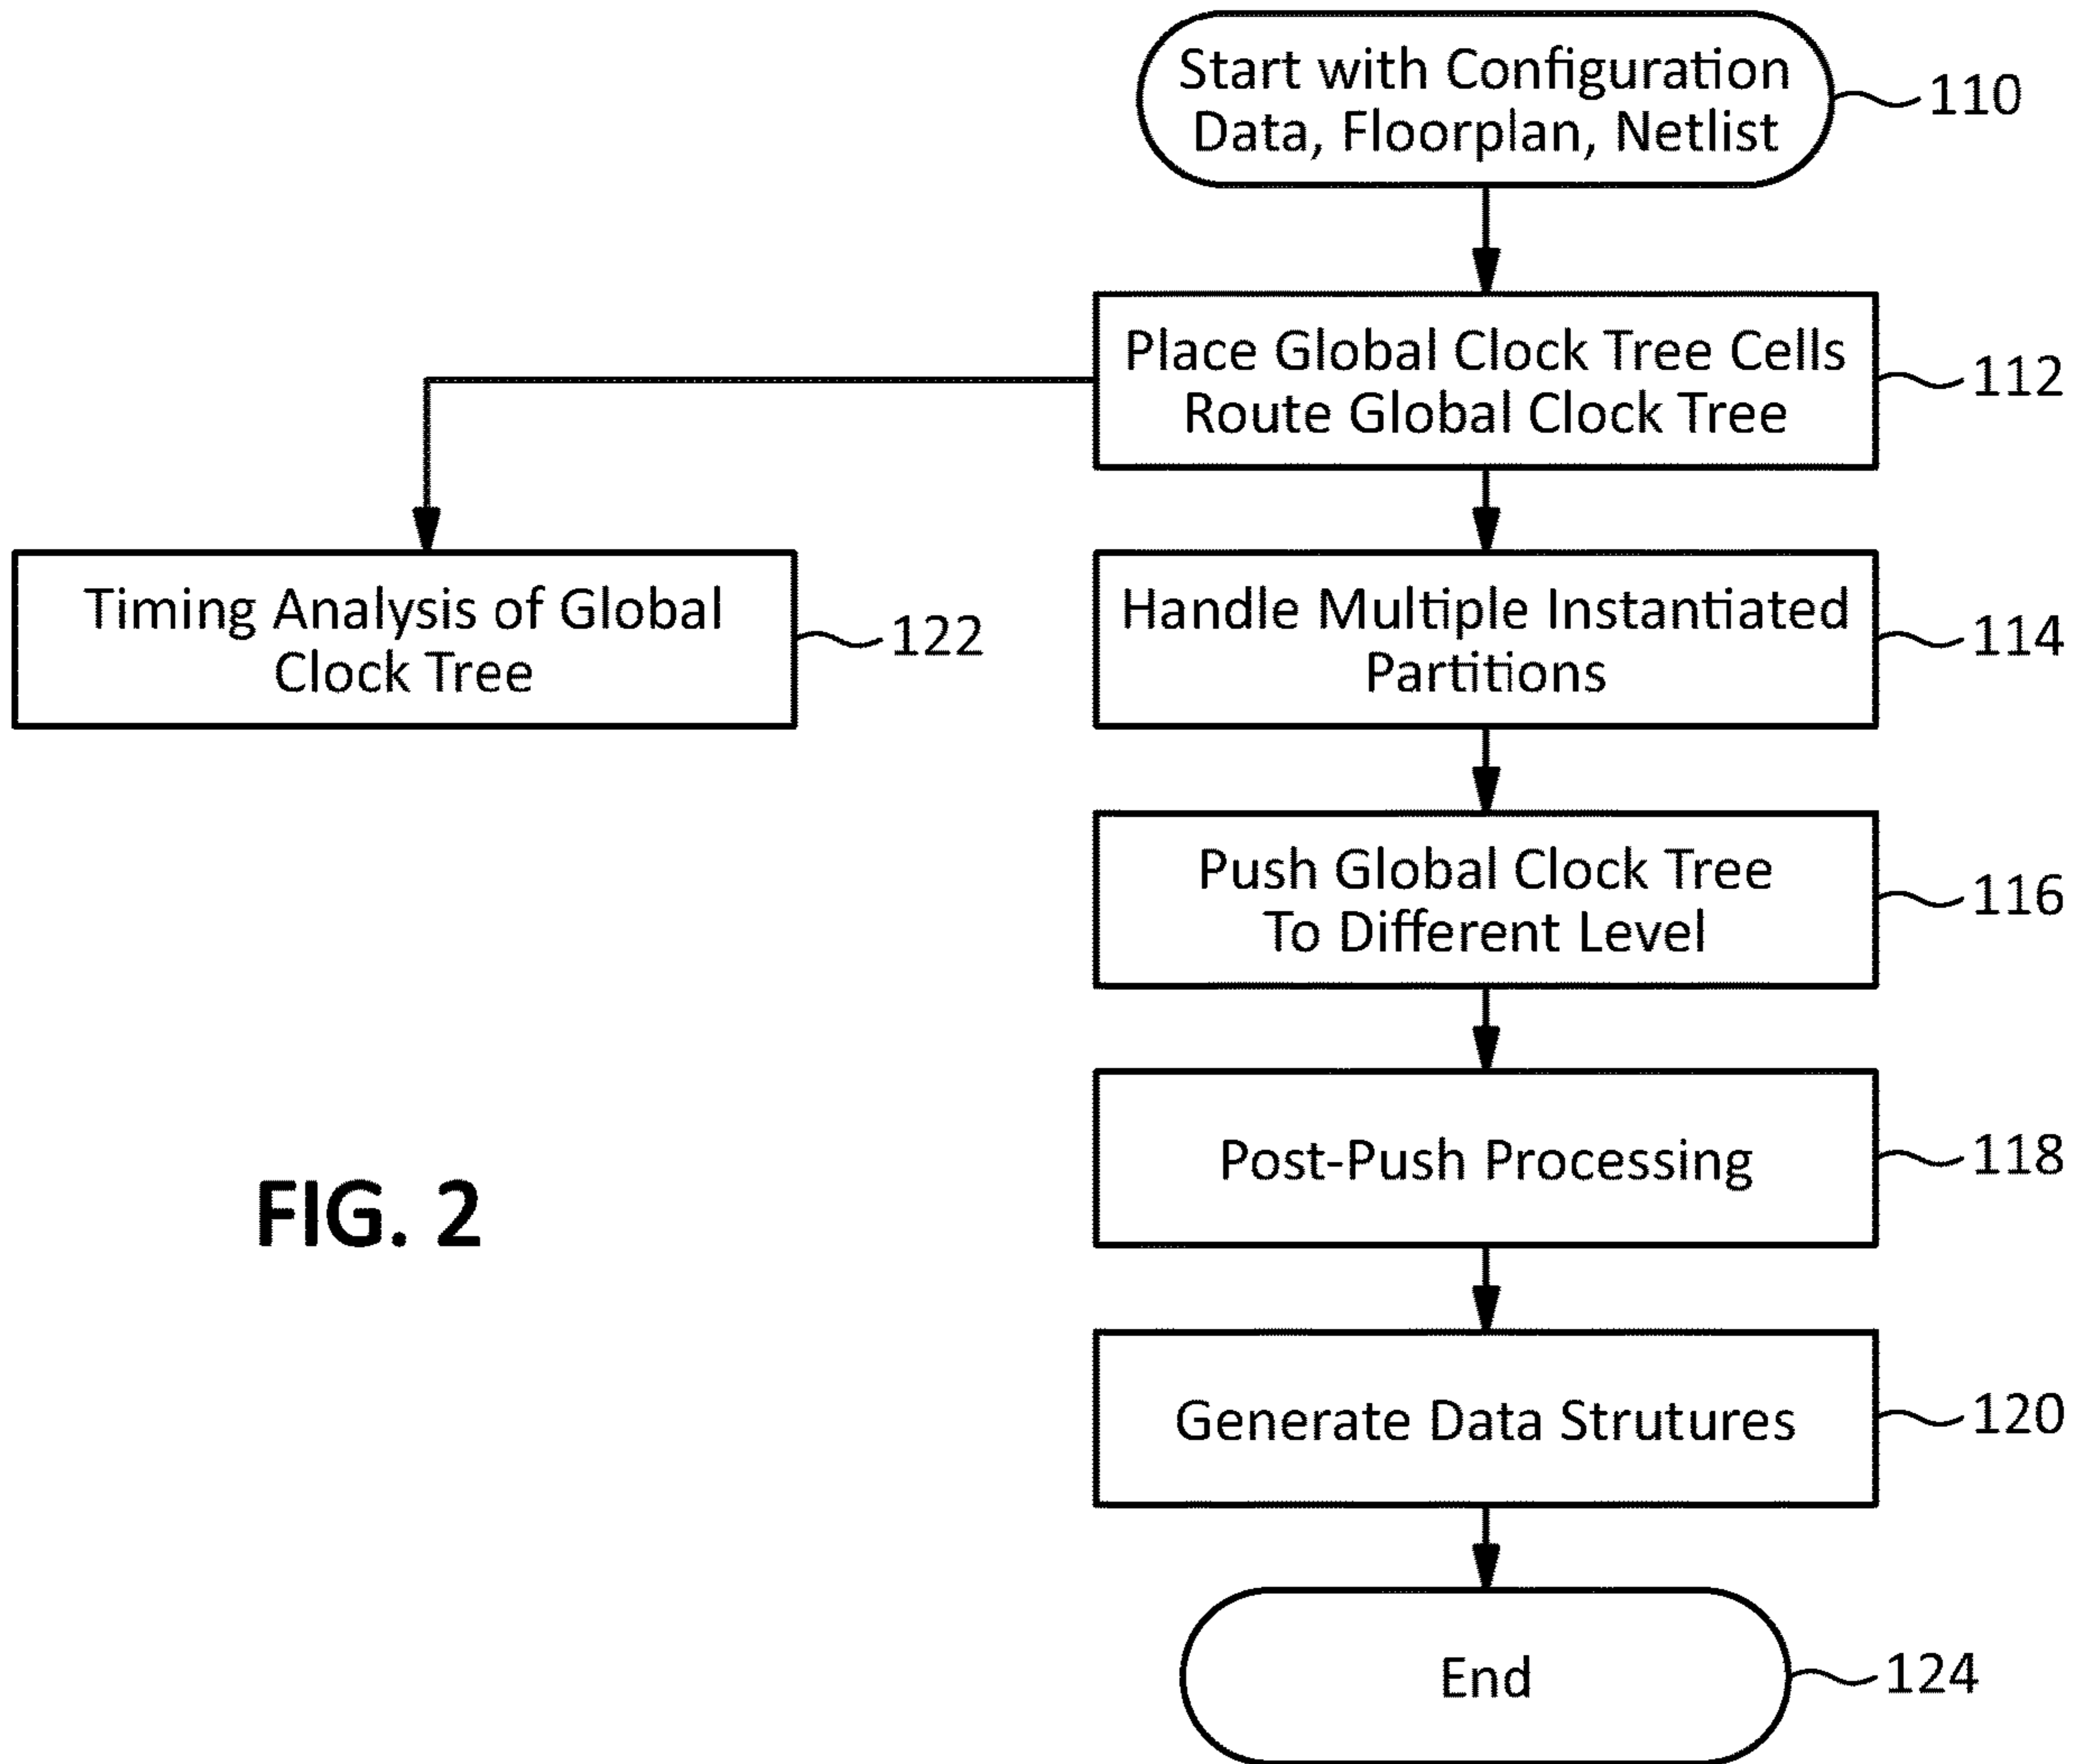 Start with Configuration
Data, Floorplan, Netlist
110
Place Global Clock Tree Cells
Route Global Clock Tree
112
Timing Analysis of Global
Clock Tree
122
Handle Multiple Instantiated
Partitions
114
Push Global Clock Tree
To Different Level
116
Post-Push Processing
118
FIG. 2
Generate Data Strutures
120
End
124